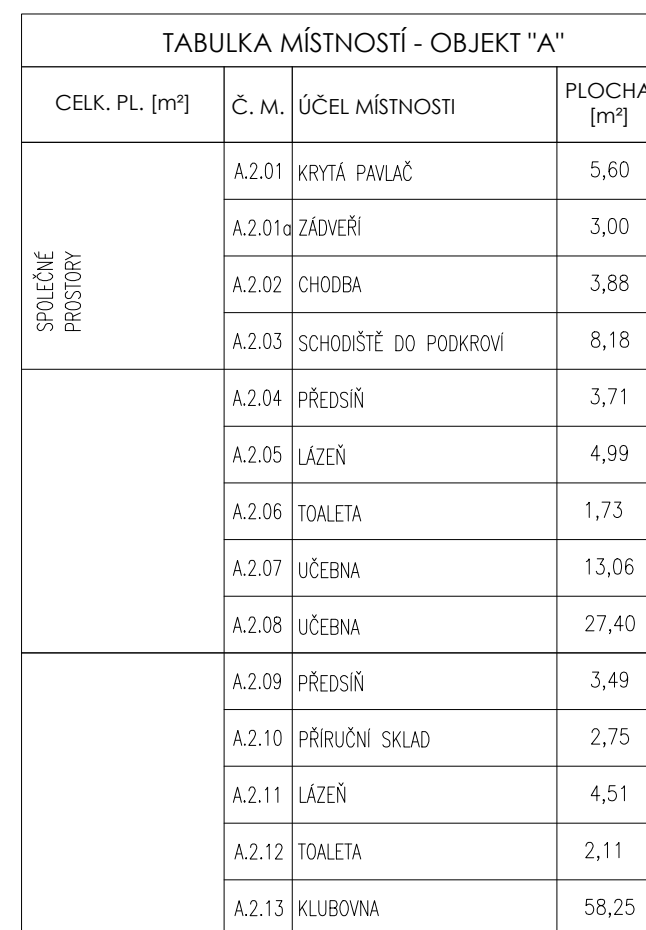 TABULKA MÍSTNOSTÍ - OBJEKT "A"
CELK. PL. [m²] Č. M. ÚČEL MÍSTNOSTI PLOCHA [m²]
SPOLEČNÉ PROSTORY
A.2.01 KRYTÁ PAVLAČ 5,60
A.2.01a ZÁDVEŘÍ 3,00
A.2.02 CHODBA 3,88
A.2.03 SCHODIŠTĚ DO PODKROVÍ 8,18
A.2.04 PŘEDSÍŇ 3,71
A.2.05 LÁZEŇ 4,99
A.2.06 TOALETA 1,73
A.2.07 UČEBNA 13,06
A.2.08 UČEBNA 27,40
A.2.09 PŘEDSÍŇ 3,49
A.2.10 PŘÍRUČNÍ SKLAD 2,75
A.2.11 LÁZEŇ 4,51
A.2.12 TOALETA 2,11
A.2.13 KLUBOVNA 58,25